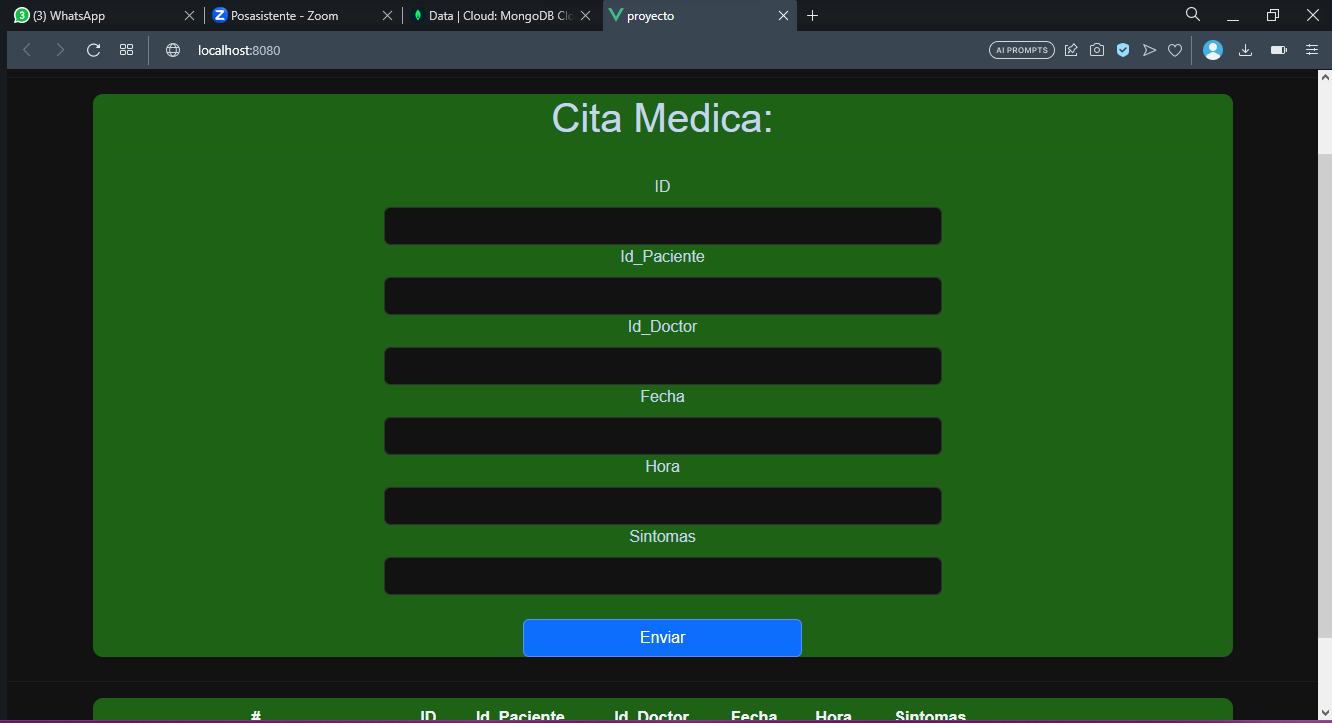 (3) WhatsApp
Posasistente - Zoom
Data | Cloud: MongoDB Clo
proyecto
localhost:8080
AI PROMPTS
Cita Medica:
ID
Id_Paciente
Id_Doctor
Fecha
Hora
Sintomas
Enviar
# ID Id_Paciente Id_Doctor Fecha Hora Sintomas